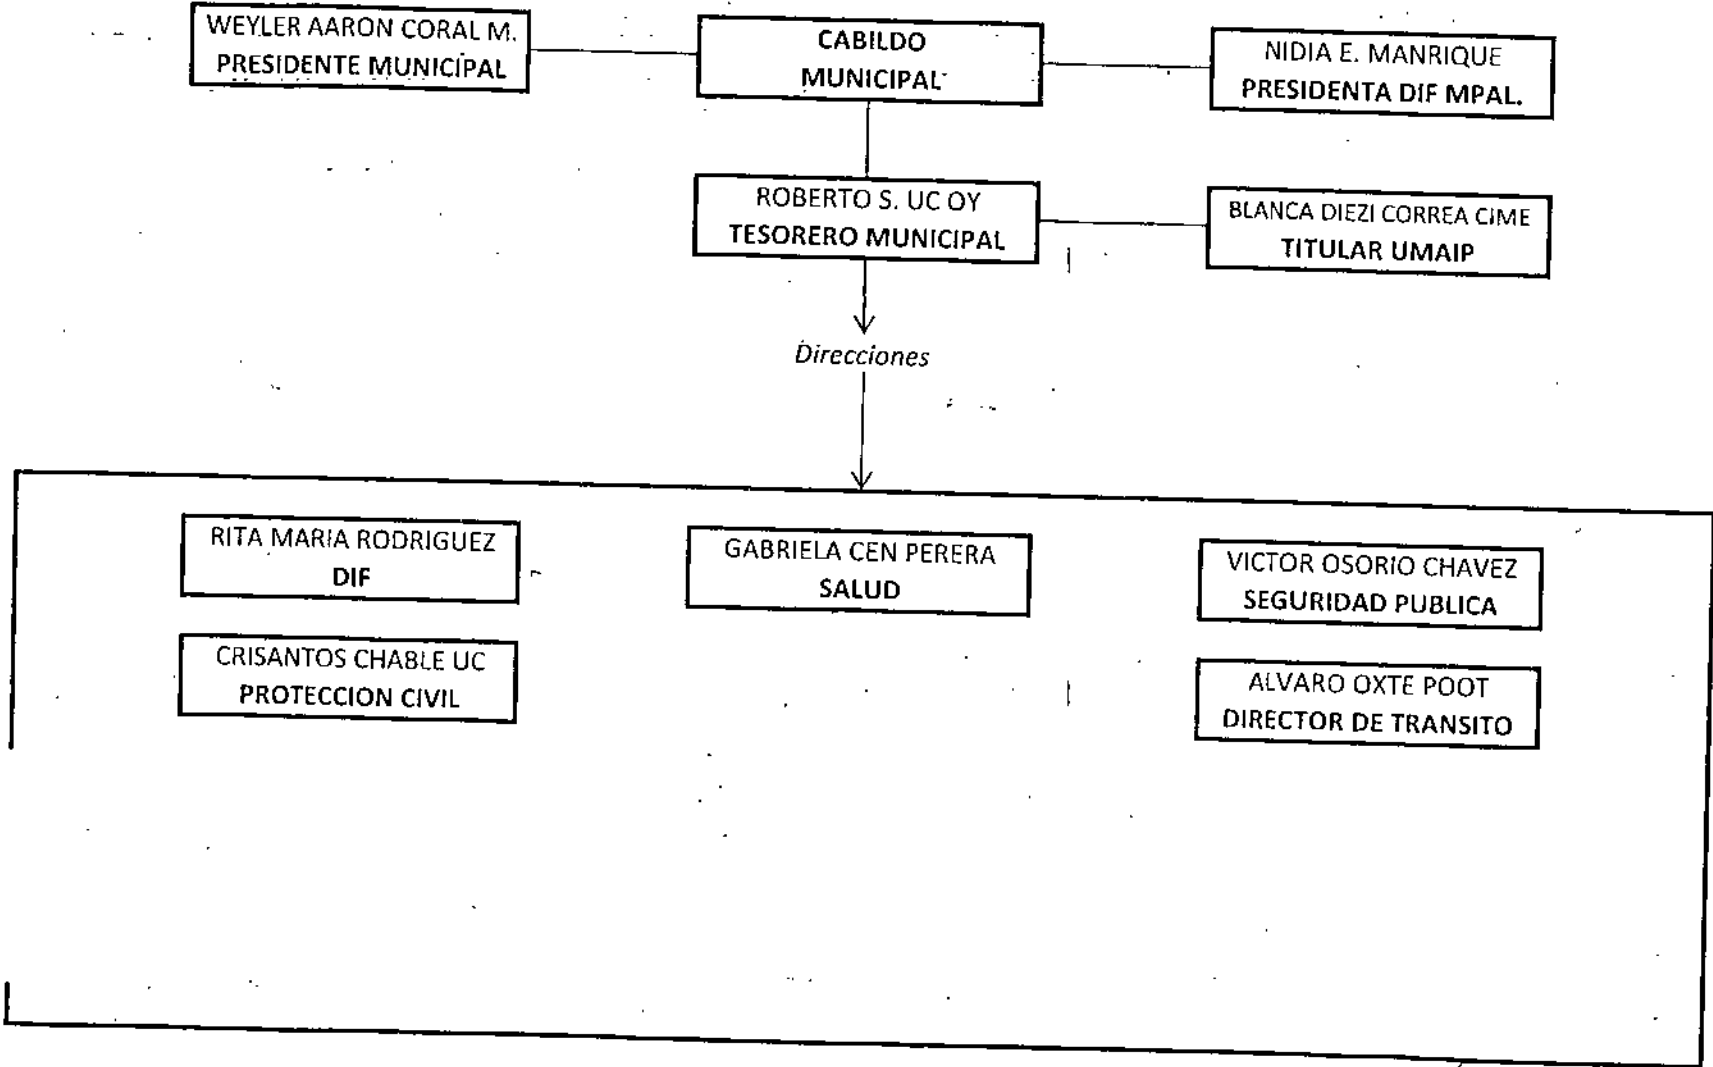 WEYLER AARON CORAL M.
PRESIDENTE MUNICIPAL
CABILDO
MUNICIPAL
NIDIA E. MANRIQUE
PRESIDENTA DIF MPAL.
ROBERTO S. UC OY
TESORERO MUNICIPAL
BLANCA DIEZI CORREA CIME
TITULAR UMAIP
Direcciones
RITA MARIA RODRIGUEZ
DIF
GABRIELA CEN PERERA
SALUD
VICTOR OSORIO CHAVEZ
SEGURIDAD PUBLICA
CRISANTOS CHABLE UC
PROTECCION CIVIL
ALVARO OXTE POOT
DIRECTOR DE TRANSITO